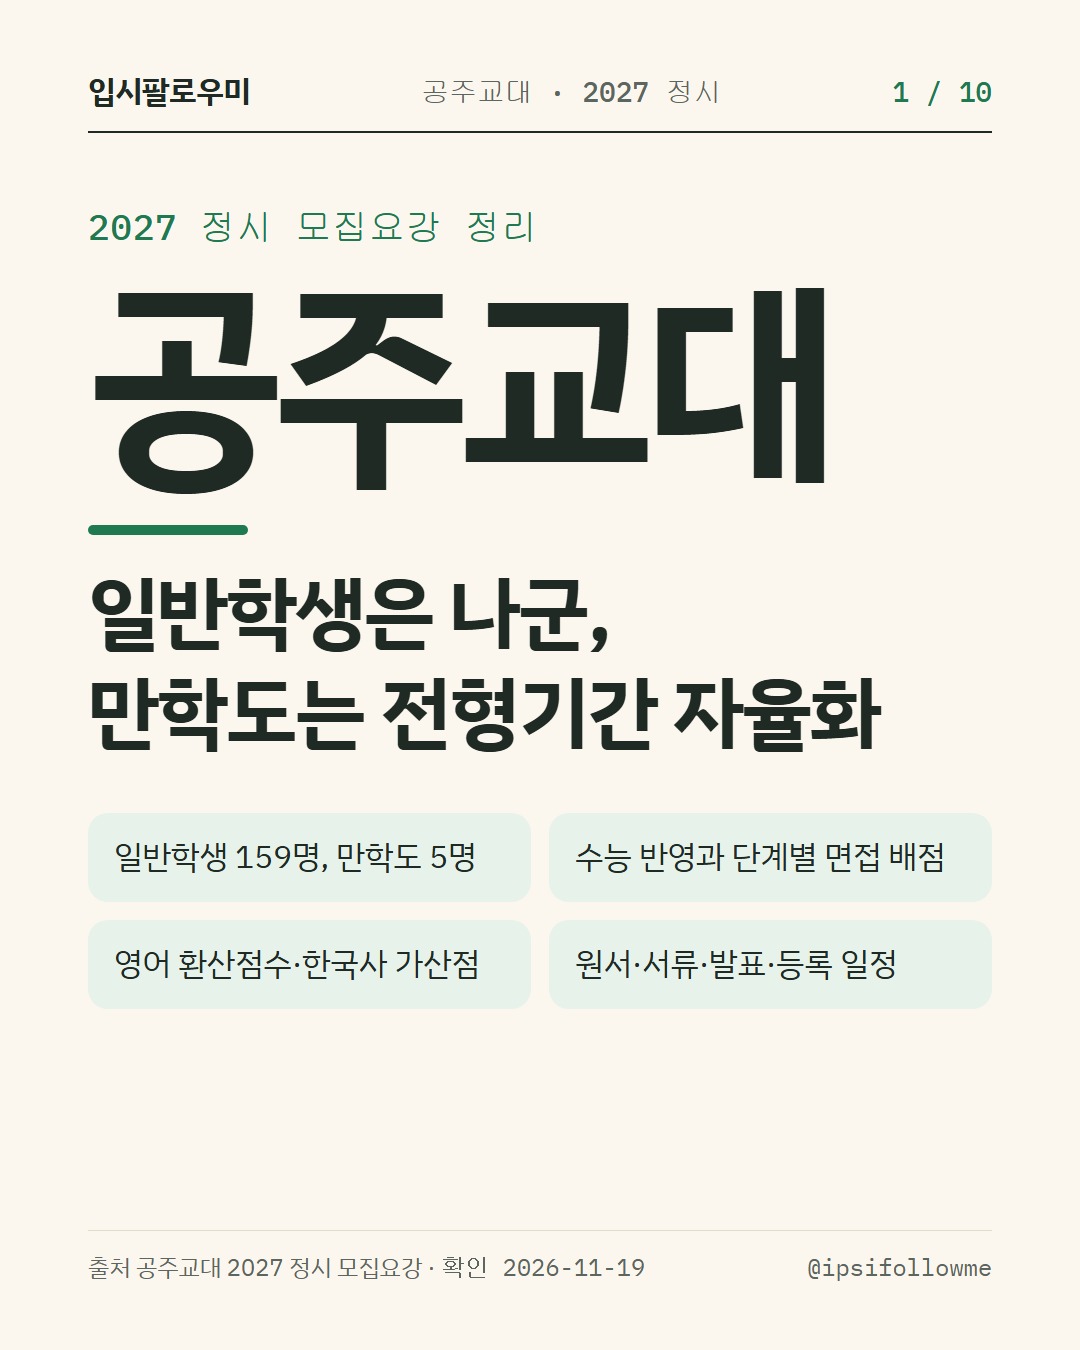 입시팔로우미
공주교대 · 2027 정시
1 / 10
2027 정시 모집요강 정리
공주교대
일반학생은 나군,
만학도는 전형기간 자율화
일반학생 159명, 만학도 5명
수능 반영과 단계별 면접 배점
영어 환산점수·한국사 가산점
원서·서류·발표·등록 일정
출처 공주교대 2027 정시 모집요강 · 확인 2026-11-19
@ipsifollowme